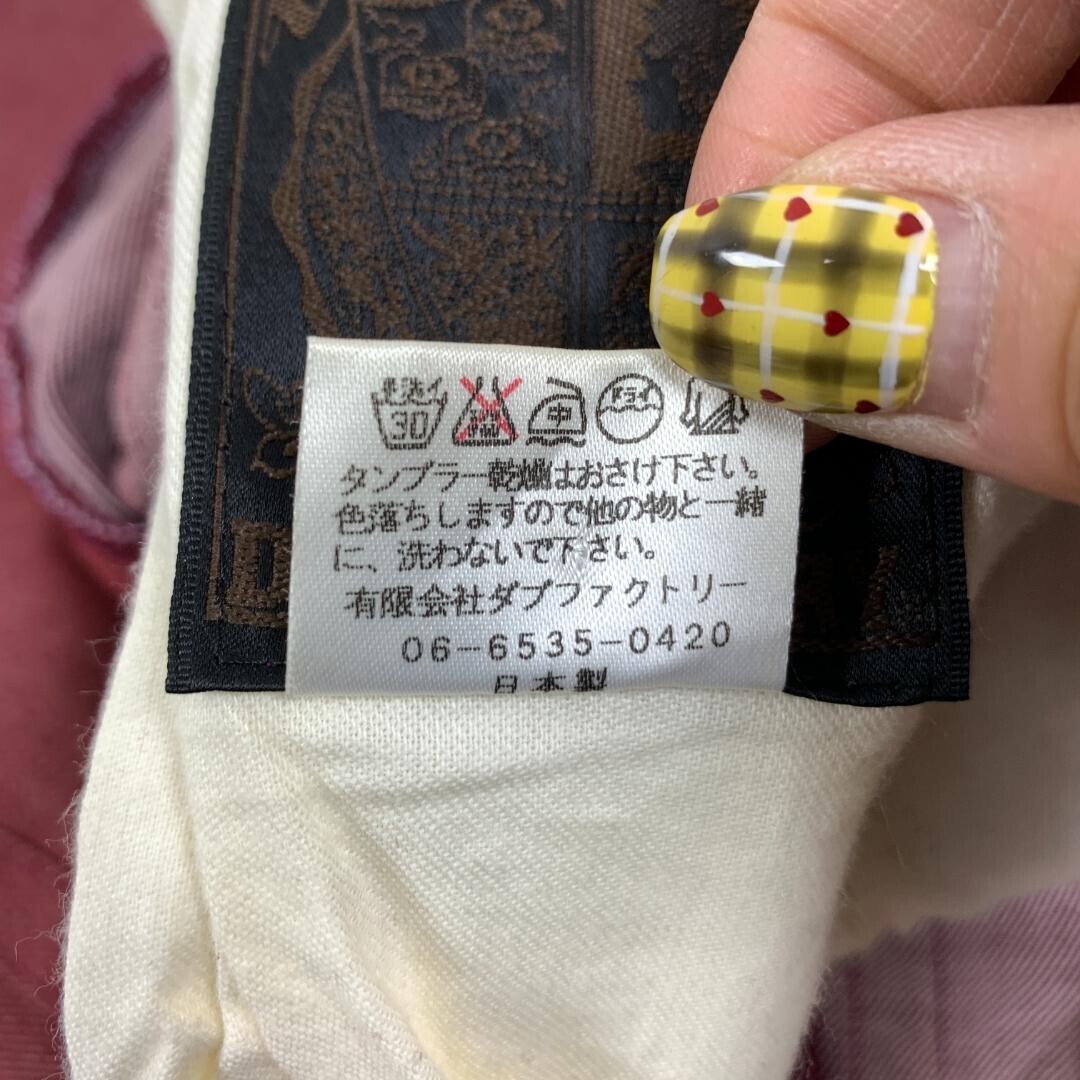 手洗イ
30
中
ドライ
タンブラー乾燥はおさけ下さい。
色落ちしますので他の物と一緒
に、洗わないで下さい。
有限会社ダブファクトリー
06-6535-0420
日本製